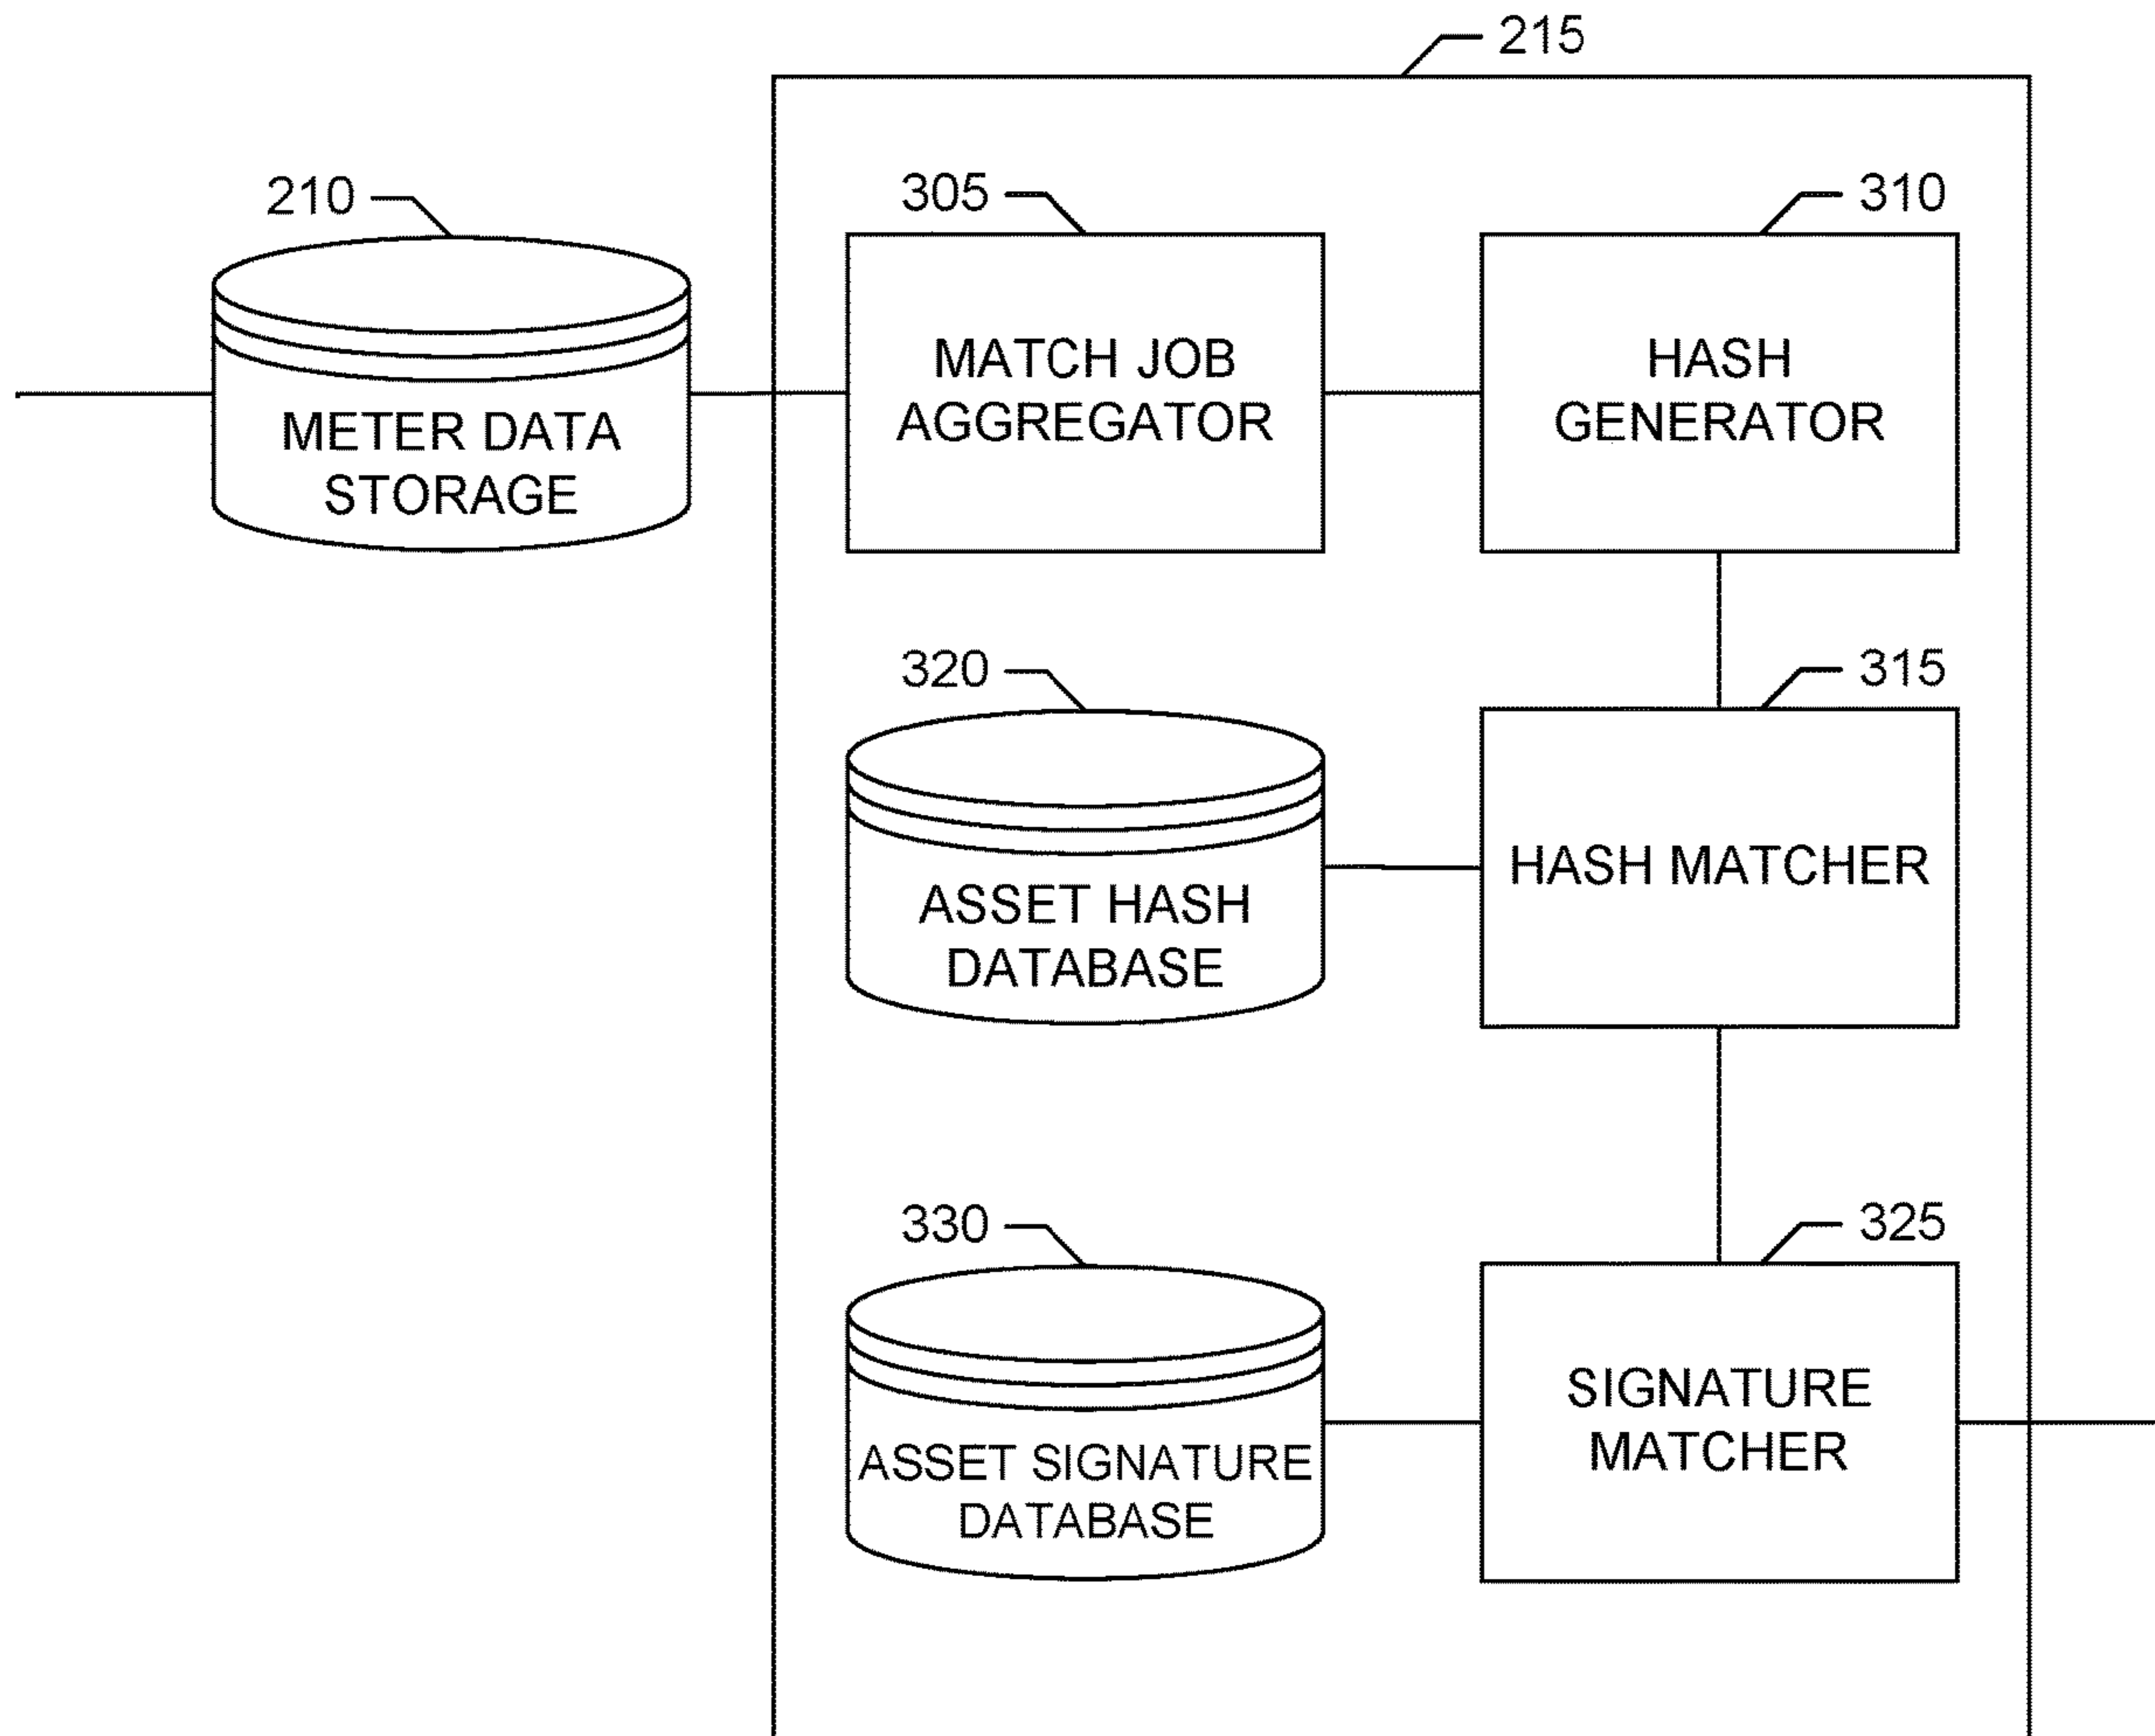 215
210
305
310
METER DATA
STORAGE
MATCH JOB
AGGREGATOR
HASH
GENERATOR
320
315
ASSET HASH
DATABASE
HASH MATCHER
330
325
ASSET SIGNATURE
DATABASE
SIGNATURE
MATCHER